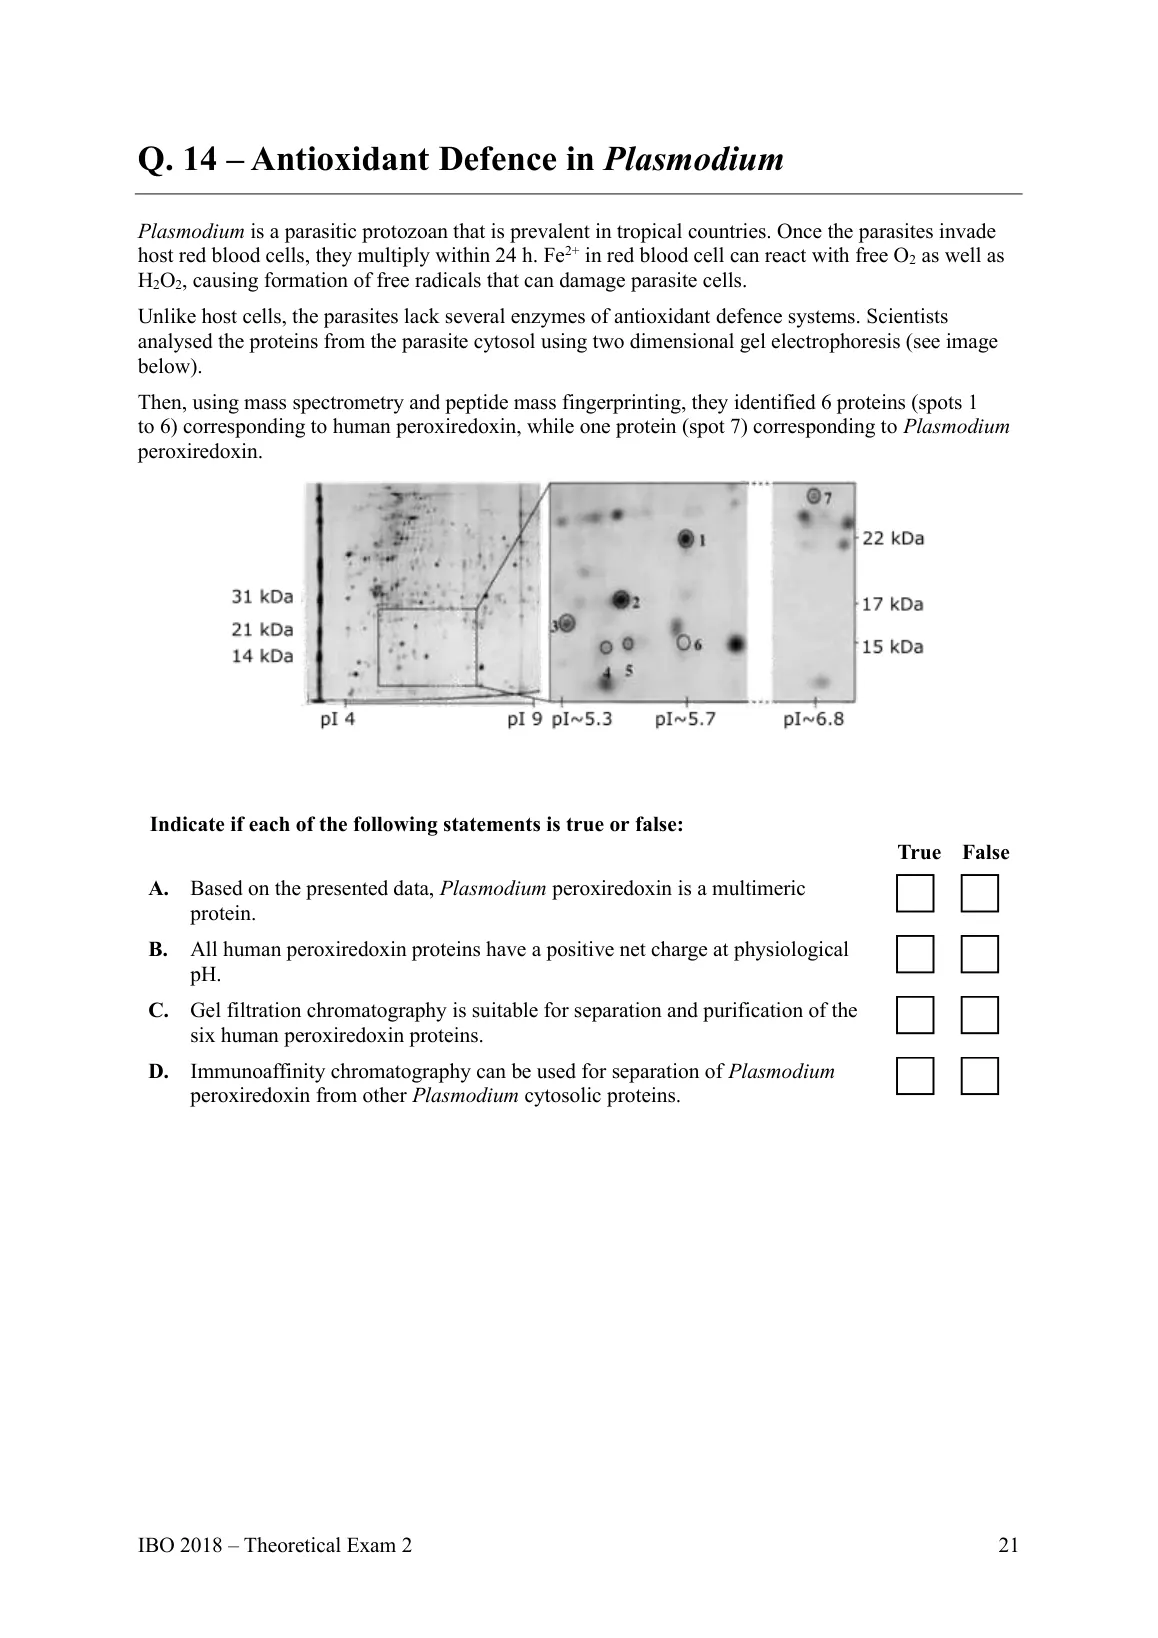 Q. 14 – Antioxidant Defence in Plasmodium
Plasmodium is a parasitic protozoan that is prevalent in tropical countries. Once the parasites invade
host red blood cells, they multiply within 24 h. Fe2+ in red blood cell can react with free O2 as well as
H2O2, causing formation of free radicals that can damage parasite cells.
Unlike host cells, the parasites lack several enzymes of antioxidant defence systems. Scientists
analysed the proteins from the parasite cytosol using two dimensional gel electrophoresis (see image
below).
Then, using mass spectrometry and peptide mass fingerprinting, they identified 6 proteins (spots 1
to 6) corresponding to human peroxiredoxin, while one protein (spot 7) corresponding to Plasmodium
peroxiredoxin.
7
1
22 kDa
31 kDa
2
17 kDa
21 kDa
3
6
15 kDa
14 kDa
4 5
pI 4
pI 9
pI~5.3
pI~5.7
pI~6.8
Indicate if each of the following statements is true or false:
True False
A. Based on the presented data, Plasmodium peroxiredoxin is a multimeric
protein.
B. All human peroxiredoxin proteins have a positive net charge at physiological
pH.
C. Gel filtration chromatography is suitable for separation and purification of the
six human peroxiredoxin proteins.
D. Immunoaffinity chromatography can be used for separation of Plasmodium
peroxiredoxin from other Plasmodium cytosolic proteins.
IBO 2018 – Theoretical Exam 2 21